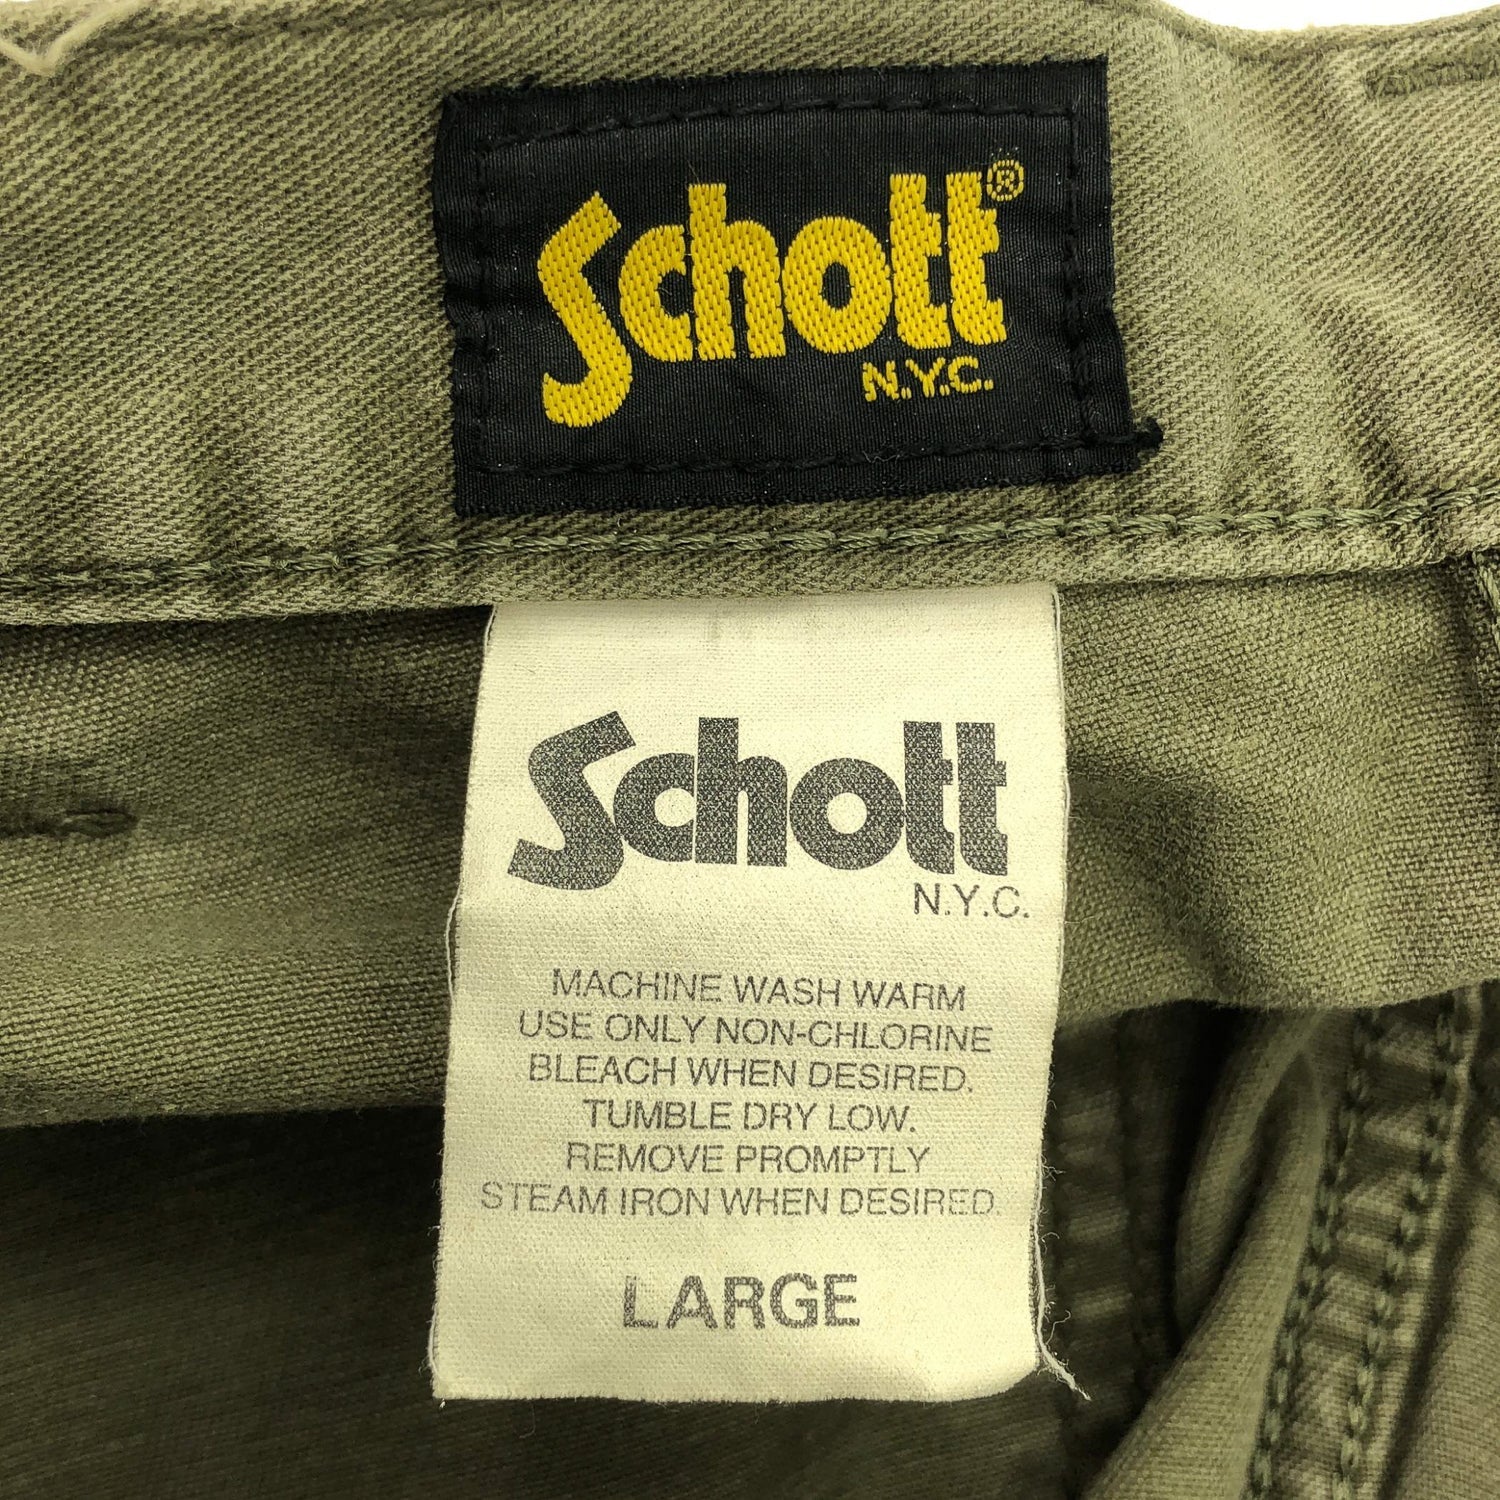 Schott®
N.Y.C.
Schott
N.Y.C.
MACHINE WASH WARM
USE ONLY NON-CHLORINE
BLEACH WHEN DESIRED.
TUMBLE DRY LOW.
REMOVE PROMPTLY
STEAM IRON WHEN DESIRED.
LARGE